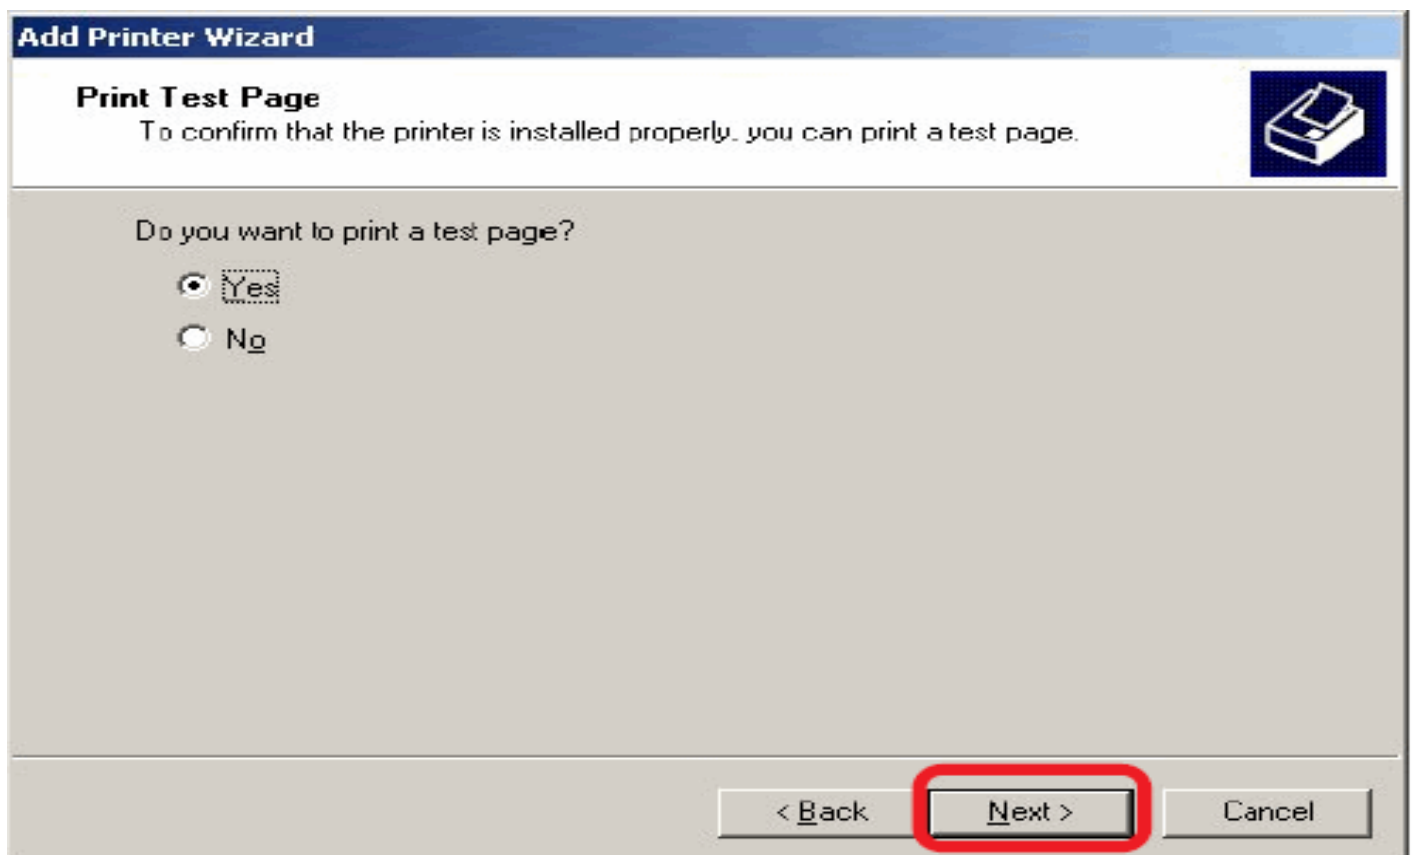 Add Printer Wizard
Print Test Page
To confirm that the printer is installed properly, you can print a test page.
Do you want to print a test page?
Yes
No
< Back
Next >
Cancel